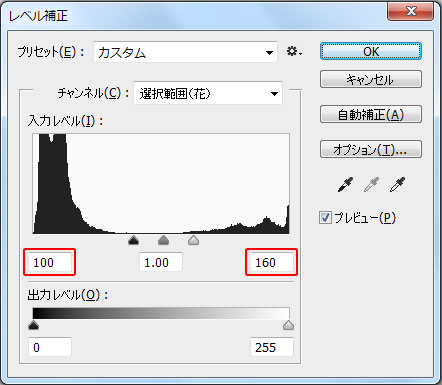 レベル補正
プリセット(E)： カスタム
OK
キャンセル
チャンネル(C)： 選択範囲(花)
自動補正(A)
入力レベル(I)：
オプション(T)...
プレビュー(P)
100 1.00 160
出力レベル(O)：
0 255